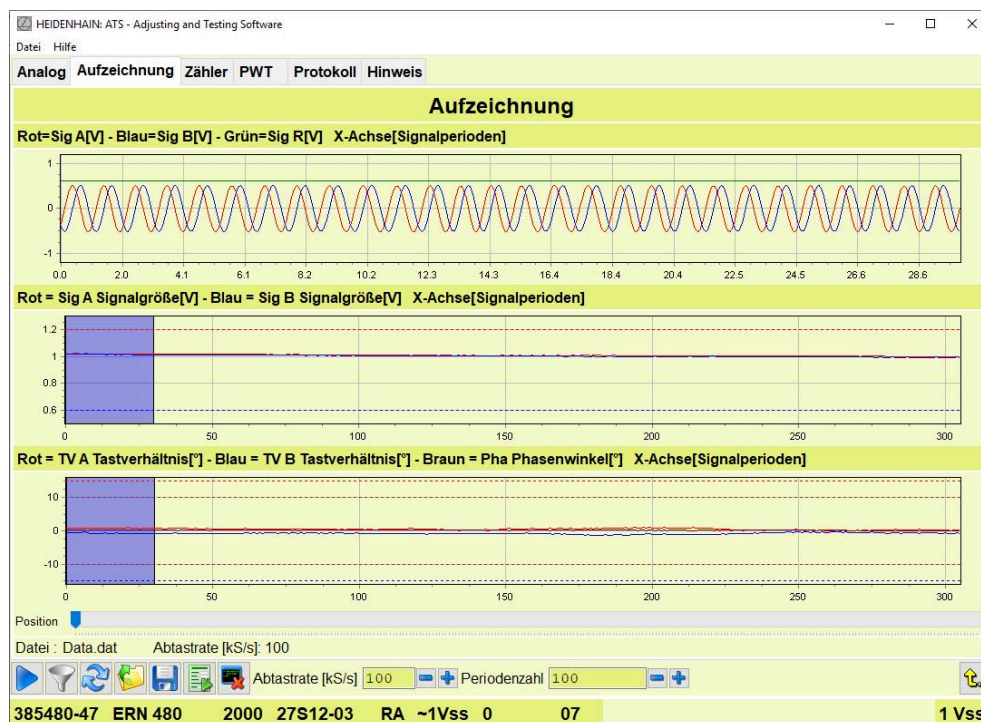 HEIDENHAIN: ATS - Adjusting and Testing Software
Datei Hilfe
Analog Aufzeichnung Zähler PWT Protokoll Hinweis
Aufzeichnung
Rot=Sig A[V] - Blau=Sig B[V] - Grün=Sig R[V] X-Achse[Signalperioden]
1
0
-1
0.0 2.0 4.1 6.1 8.2 10.2 12.3 14.3 16.4 18.4 20.4 22.5 24.5 26.6 28.6
Rot = Sig A Signalgröße[V] - Blau = Sig B Signalgröße[V] X-Achse[Signalperioden]
1.2
1
0.8
0.6
0 50 100 150 200 250 300
Rot = TV A Tastverhältnis[°] - Blau = TV B Tastverhältnis[°] - Braun = Pha Phasenwinkel[°] X-Achse[Signalperioden]
10
0
-10
0 50 100 150 200 250 300
Position
Datei : Data.dat Abtastrate [kS/s]: 100
Abtastrate [kS/s] 100 Periodenzahl 100
385480-47 ERN 480 2000 27S12-03 RA ~1Vss 0 07 1 Vss